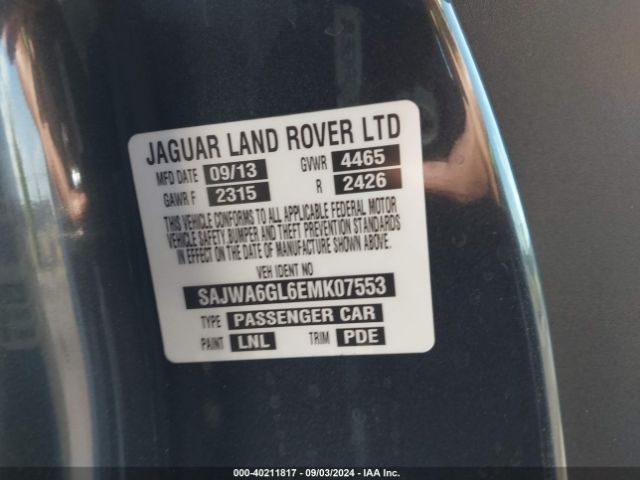 JAGUAR LAND ROVER LTD
MFD DATE 09/13 GVWR 4465
GAWR F 2315 R 2426
THIS VEHICLE CONFORMS TO ALL APPLICABLE FEDERAL MOTOR
VEHICLE SAFETY BUMPER AND THEFT PREVENTION STANDARDS
IN EFFECT ON THE DATE OF MANUFACTURE SHOWN ABOVE.
VEH IDENT NO
SAJWA6GL6EMK07553
TYPE PASSENGER CAR
PAINT LNL TRIM PDE
000-40211817 - 09/03/2024 - IAA Inc.